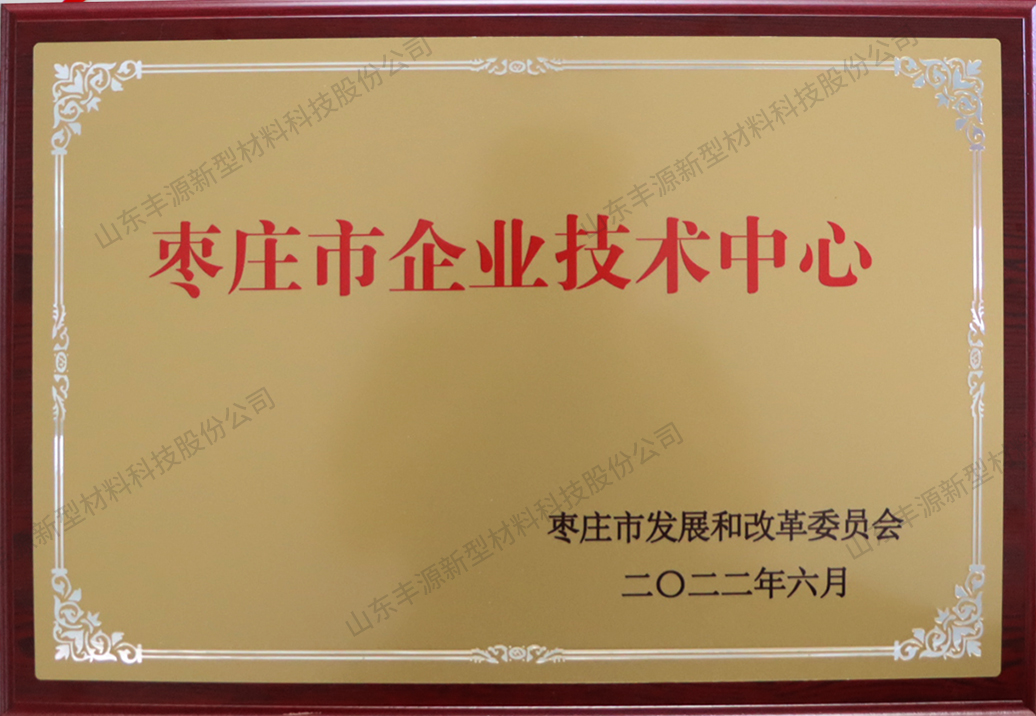 枣庄市企业技术中心
枣庄市发展和改革委员会
二〇二二年六月
山东丰源新型材料科技股份公司
山东丰源新型材料科技股份公司
新型材料科技股份公司
山东丰源新型材料科技股份公司
山东丰源新型材